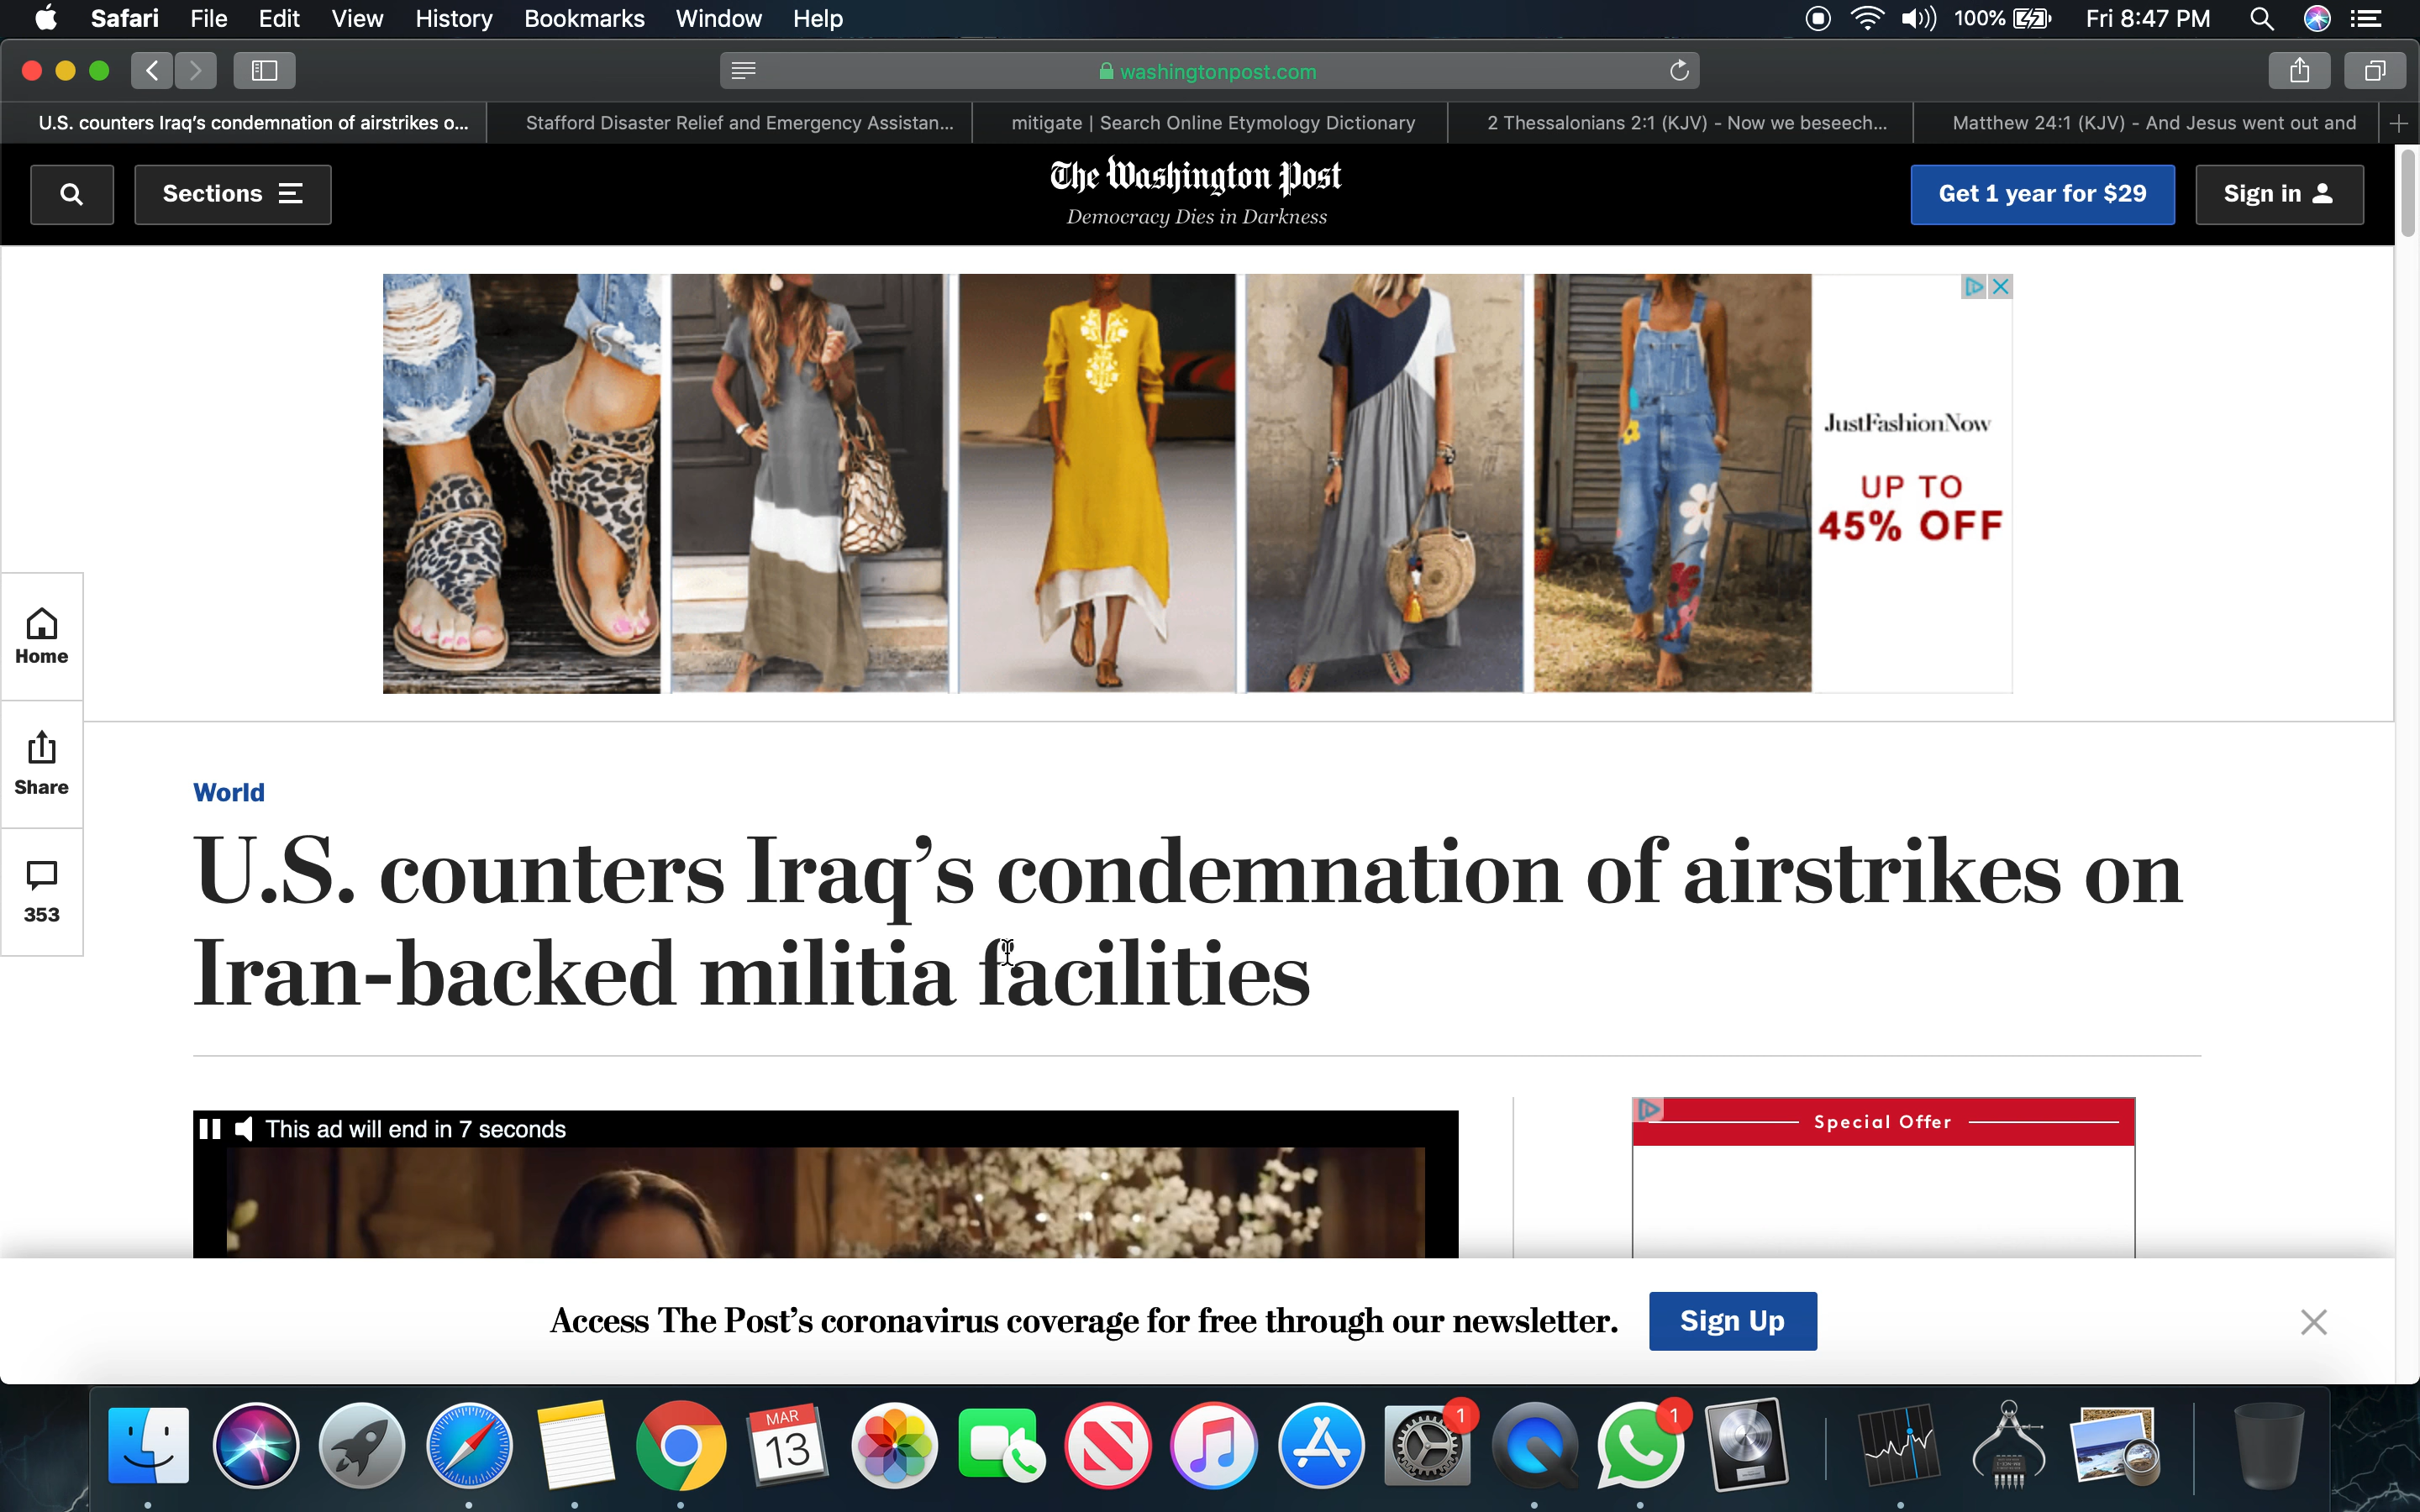 Safari File Edit View History Bookmarks Window Help 100% Fri 8:47 PM
washingtonpost.com
U.S. counters Iraq’s condemnation of airstrikes o...
Stafford Disaster Relief and Emergency Assistan...
mitigate | Search Online Etymology Dictionary
2 Thessalonians 2:1 (KJV) - Now we beseech...
Matthew 24:1 (KJV) - And Jesus went out and
Sections
The Washington Post
Democracy Dies in Darkness
Get 1 year for $29
Sign in
JustFashionNow
UP TO
45% OFF
Home
Share
353
World
U.S. counters Iraq’s condemnation of airstrikes on
Iran-backed militia facilities
This ad will end in 7 seconds
Special Offer
Access The Post’s coronavirus coverage for free through our newsletter.
Sign Up
MAR
13
1
1